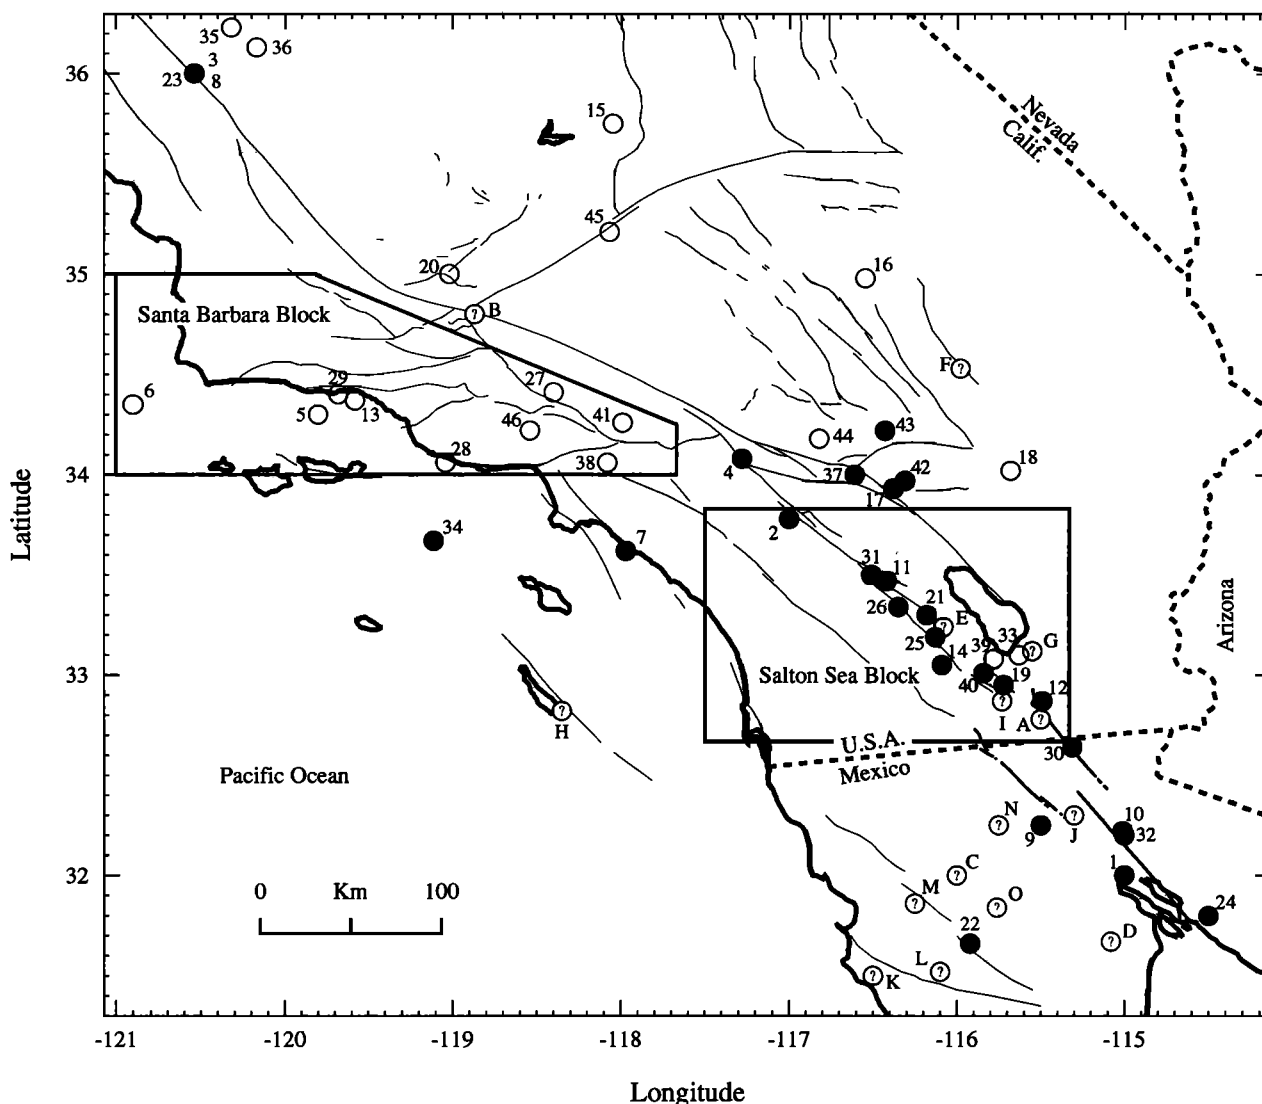 35
36
3
23
8
36
15
Nevada
Calif.
45
35
20
16
B
Santa Barbara Block
F
6
29
27
5
13
46
41
43
44
34
28
38
4
37
42
18
17
Latitude
34
2
7
31
11
33
26
21
E
25
14
39
33
G
Arizona
Salton Sea Block
40
19
12
I
A
H
U.S.A.
30
Mexico
Pacific Ocean
N
9
J
10
32
0 Km 100
C
1
32
M
O
22
24
D
L
K
-121 -120 -119 -118 -117 -116 -115
Longitude
? ? ? ? ? ? ? ? ? ? ? ? ? ? ?